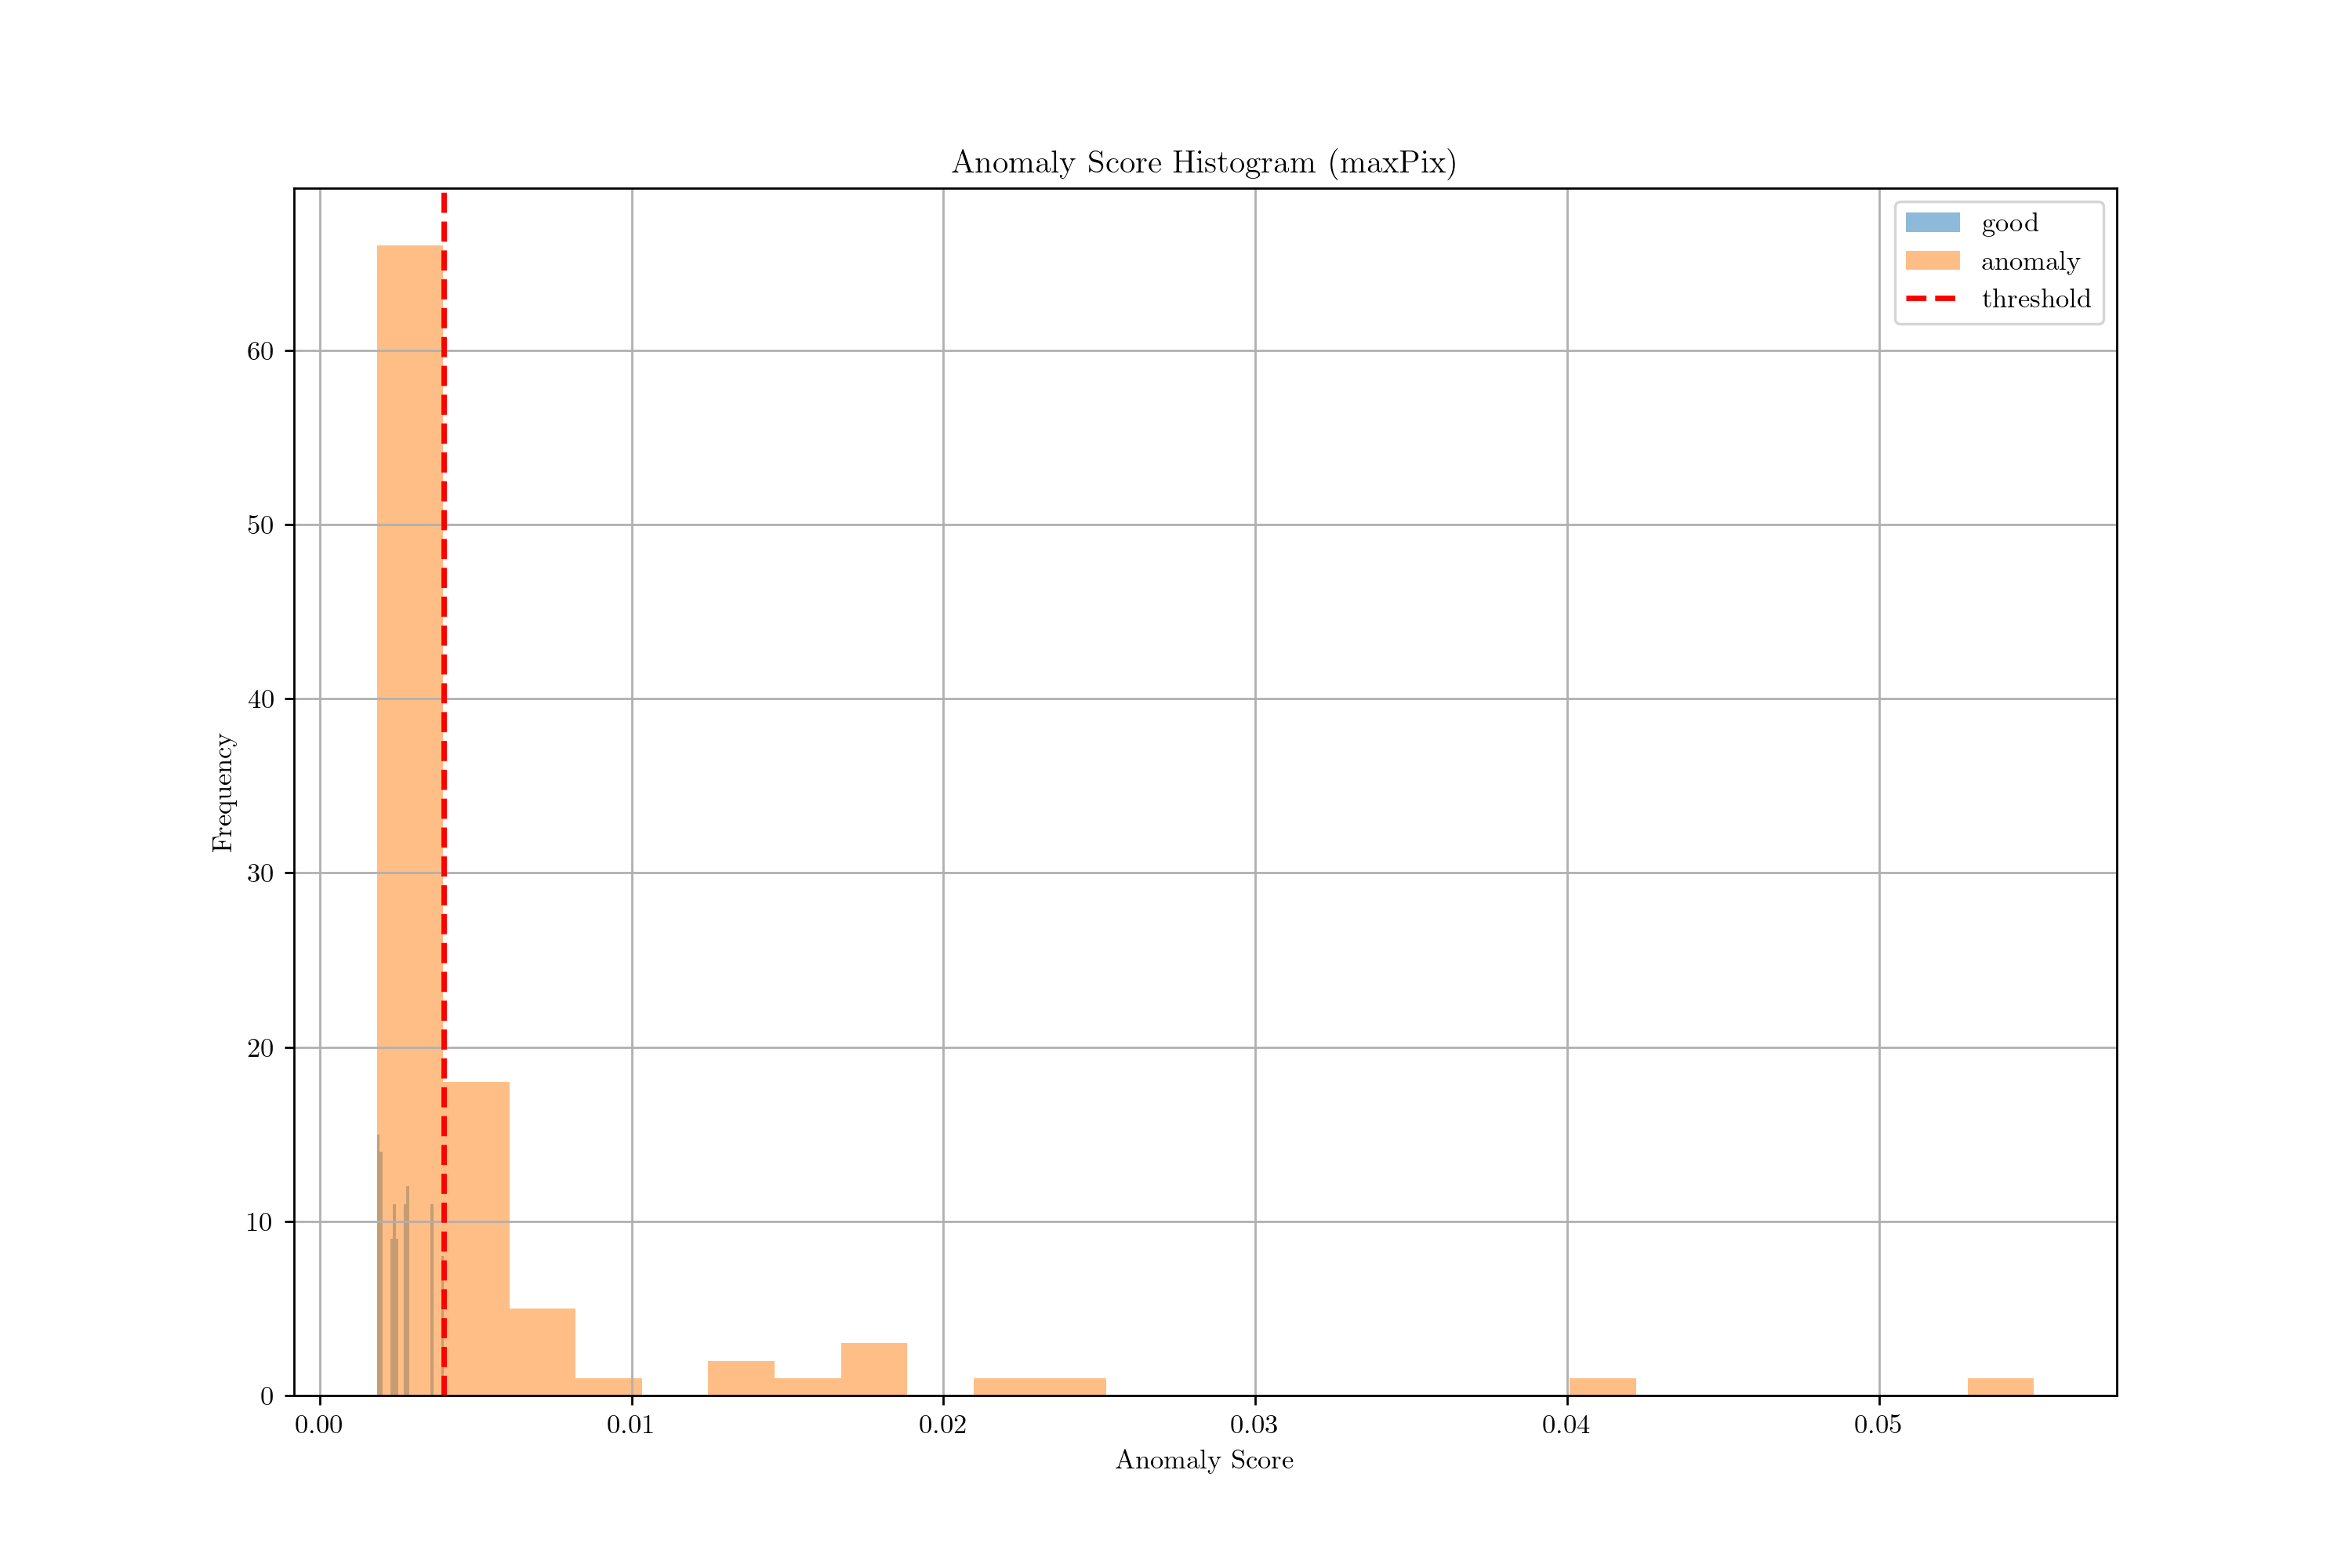 Anomaly Score Histogram (maxPix)
good
anomaly
threshold
60
50
40
30
20
10
0
Frequency
0.00 0.01 0.02 0.03 0.04 0.05
Anomaly Score